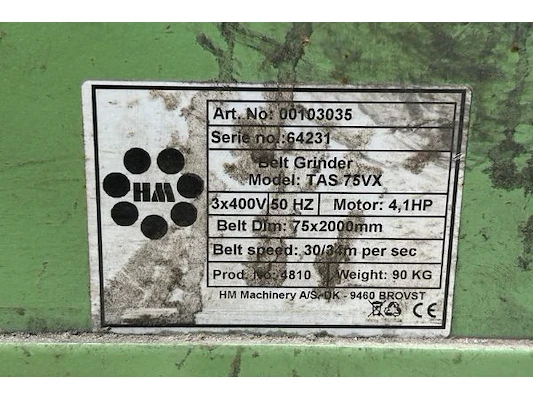 HM
Art. No: 00103035
Serie no.:64231
Belt Grinder
Model: TAS 75VX
3x400V 50 HZ Motor: 4,1HP
Belt Dim: 75x2000mm
Belt speed: 30/34m per sec
Prod. No: 4810 Weight: 90 KG
HM Machinery A/S. DK - 9460 BROVST
CE